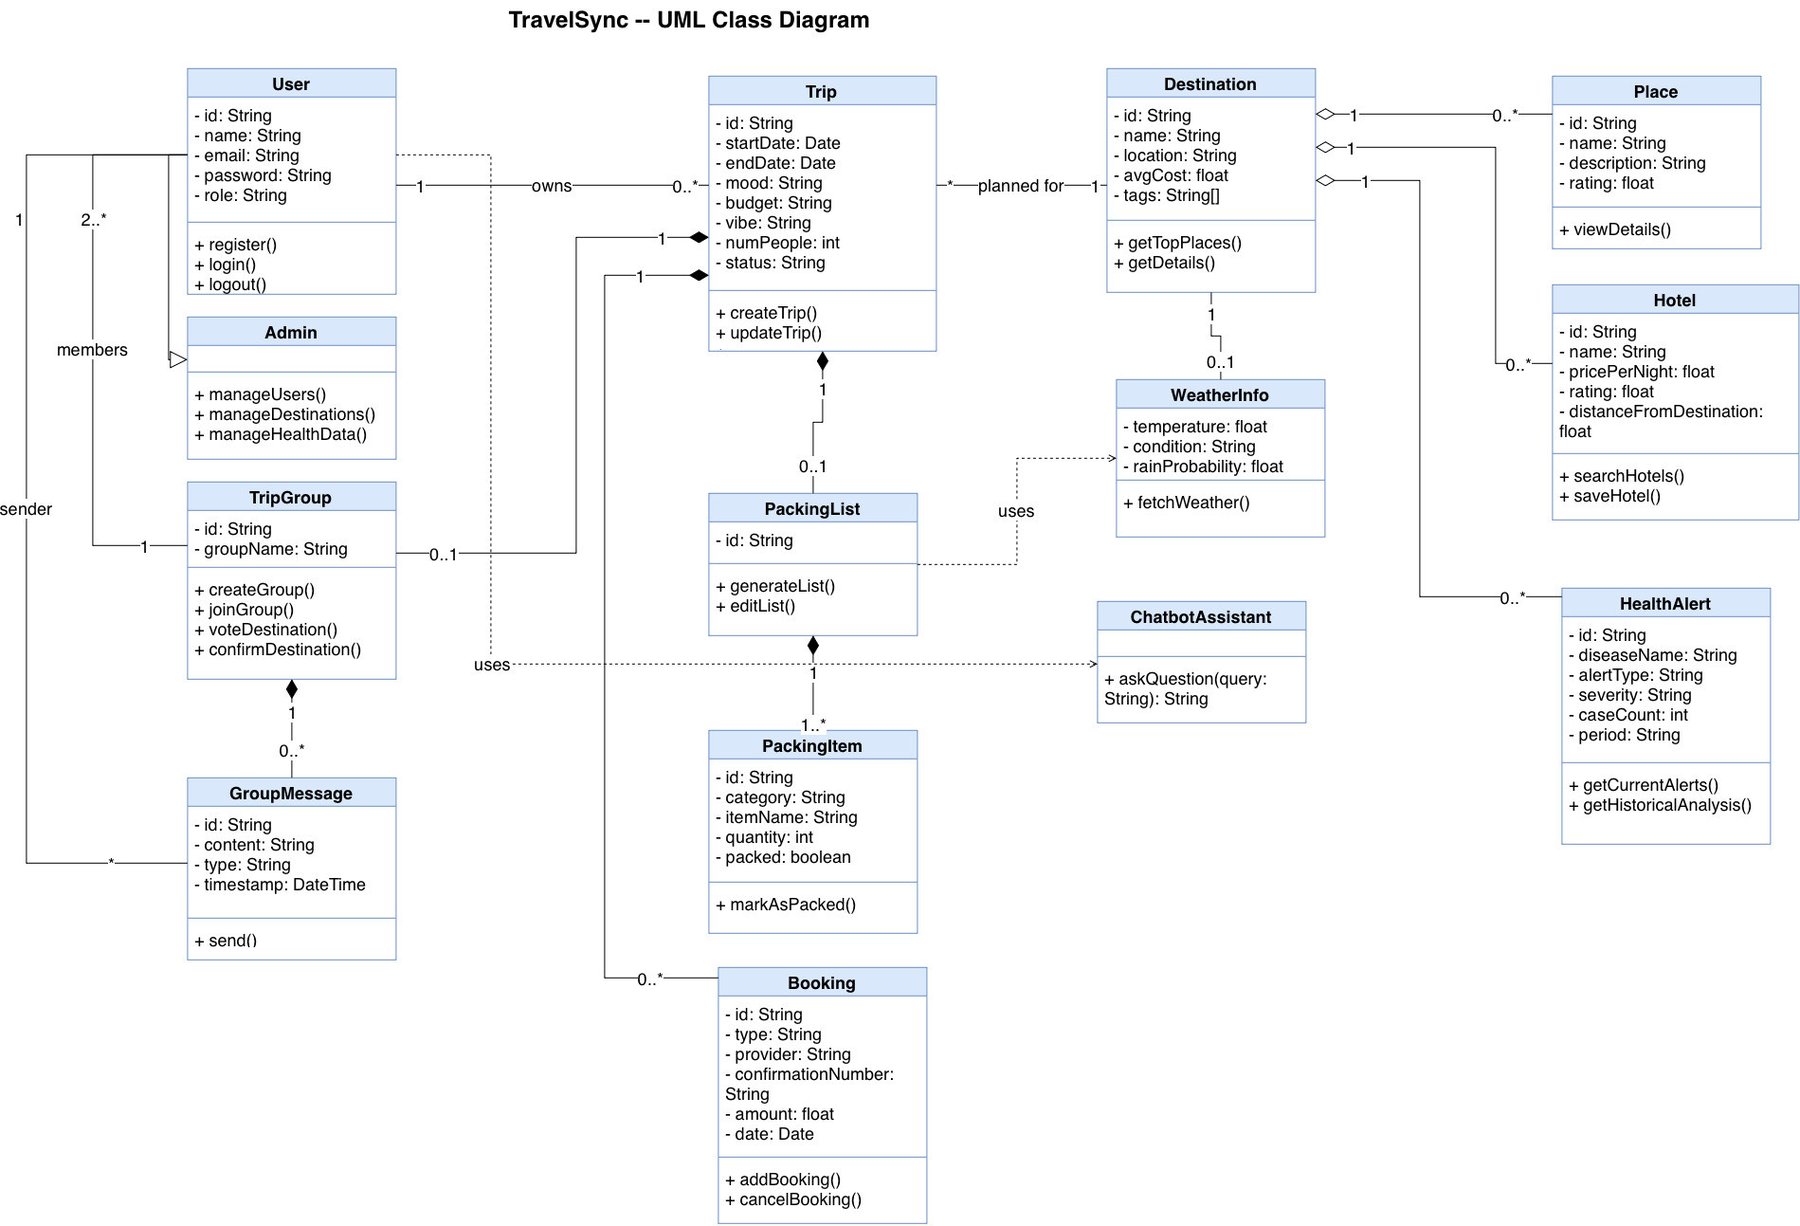 TravelSync -- UML Class Diagram
User
- id: String
- name: String
- email: String
- password: String
- role: String
+ register()
+ login()
+ logout()
Admin
+ manageUsers()
+ manageDestinations()
+ manageHealthData()
TripGroup
- id: String
- groupName: String
+ createGroup()
+ joinGroup()
+ voteDestination()
+ confirmDestination()
GroupMessage
- id: String
- content: String
- type: String
- timestamp: DateTime
+ send()
1
sender
*
2..*
members
1
1
0..*
1
owns
0..*
uses
0..1
1
1
0..*
Trip
- id: String
- startDate: Date
- endDate: Date
- mood: String
- budget: String
- vibe: String
- numPeople: int
- status: String
+ createTrip()
+ updateTrip()
1
0..1
PackingList
- id: String
+ generateList()
+ editList()
1
1..*
PackingItem
- id: String
- category: String
- itemName: String
- quantity: int
- packed: boolean
+ markAsPacked()
Booking
- id: String
- type: String
- provider: String
- confirmationNumber:
String
- amount: float
- date: Date
+ addBooking()
+ cancelBooking()
*
planned for
1
Destination
- id: String
- name: String
- location: String
- avgCost: float
- tags: String[]
+ getTopPlaces()
+ getDetails()
1
0..1
WeatherInfo
- temperature: float
- condition: String
- rainProbability: float
+ fetchWeather()
uses
ChatbotAssistant
+ askQuestion(query:
String): String
1
0..*
1
0..*
1
0..*
Place
- id: String
- name: String
- description: String
- rating: float
+ viewDetails()
Hotel
- id: String
- name: String
- pricePerNight: float
- rating: float
- distanceFromDestination:
float
+ searchHotels()
+ saveHotel()
HealthAlert
- id: String
- diseaseName: String
- alertType: String
- severity: String
- caseCount: int
- period: String
+ getCurrentAlerts()
+ getHistoricalAnalysis()